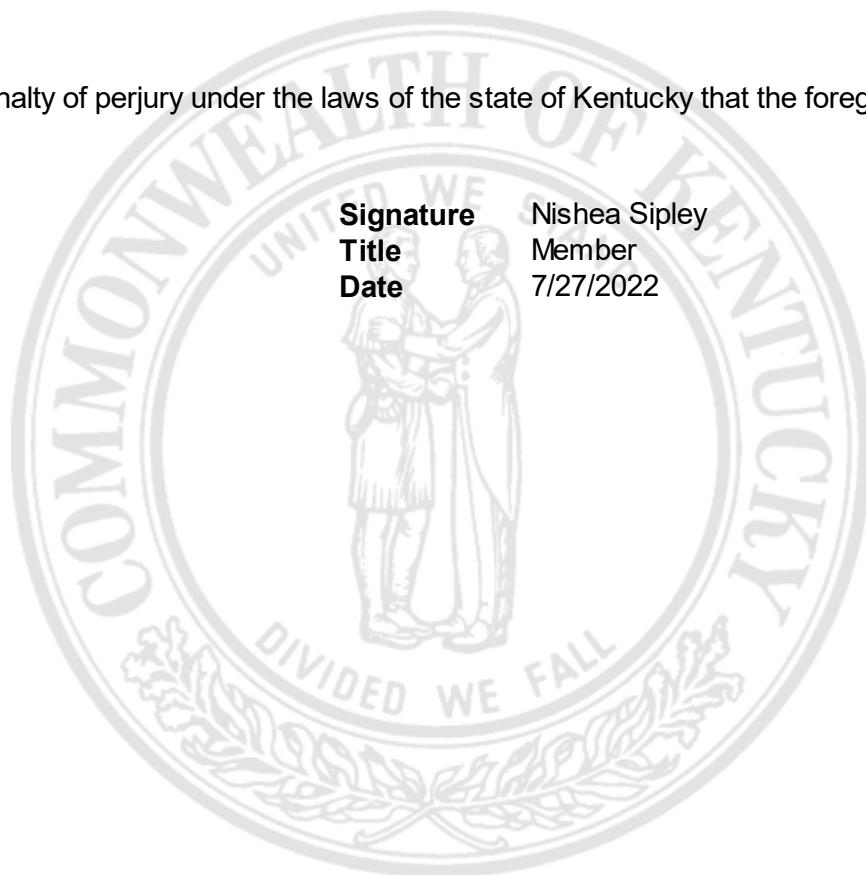 nalty of perjury under the laws of the state of Kentucky that the foreg
Signature Nishea Sipley
Title Member
Date 7/27/2022
COMMONWEALTH OF KENTUCKY
UNITED WE STAND
DIVIDED WE FALL